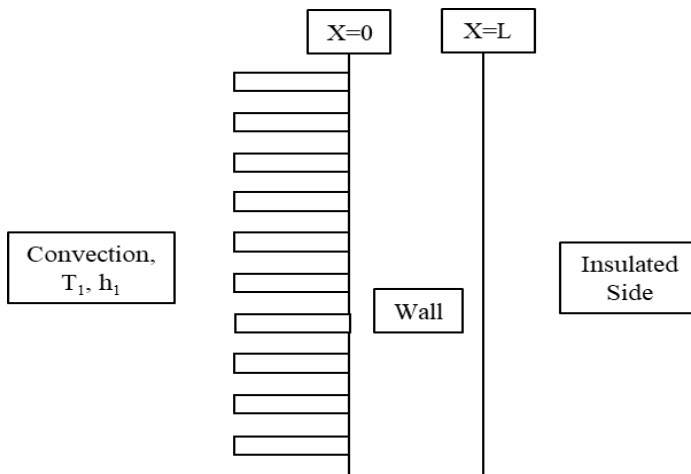 X=0
X=L
Convection,
T₁, h₁
Wall
Insulated
Side